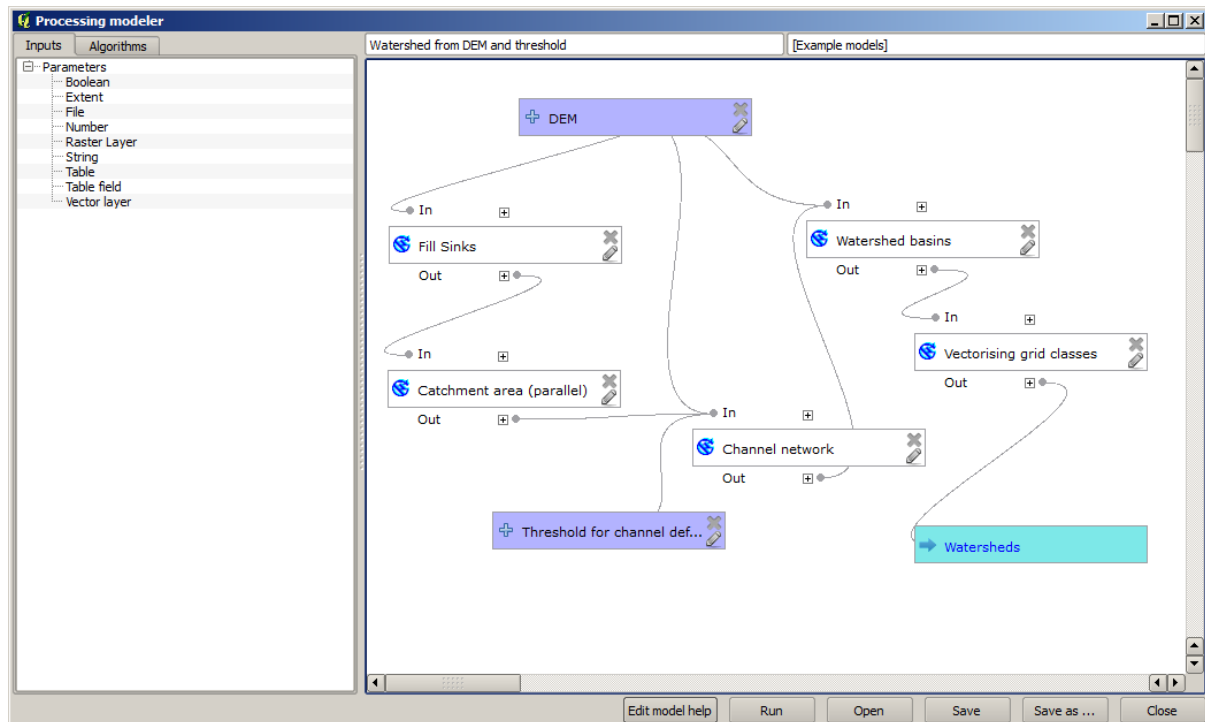 Processing modeler
Inputs Algorithms
Parameters
Boolean
Extent
File
Number
Raster Layer
String
Table
Table field
Vector layer
Watershed from DEM and threshold
[Example models]
DEM
In
Fill Sinks
Out
In
Watershed basins
Out
In
Vectorising grid classes
Out
In
Catchment area (parallel)
Out
In
Channel network
Out
Threshold for channel def...
Watersheds
Edit model help Run Open Save Save as ... Close